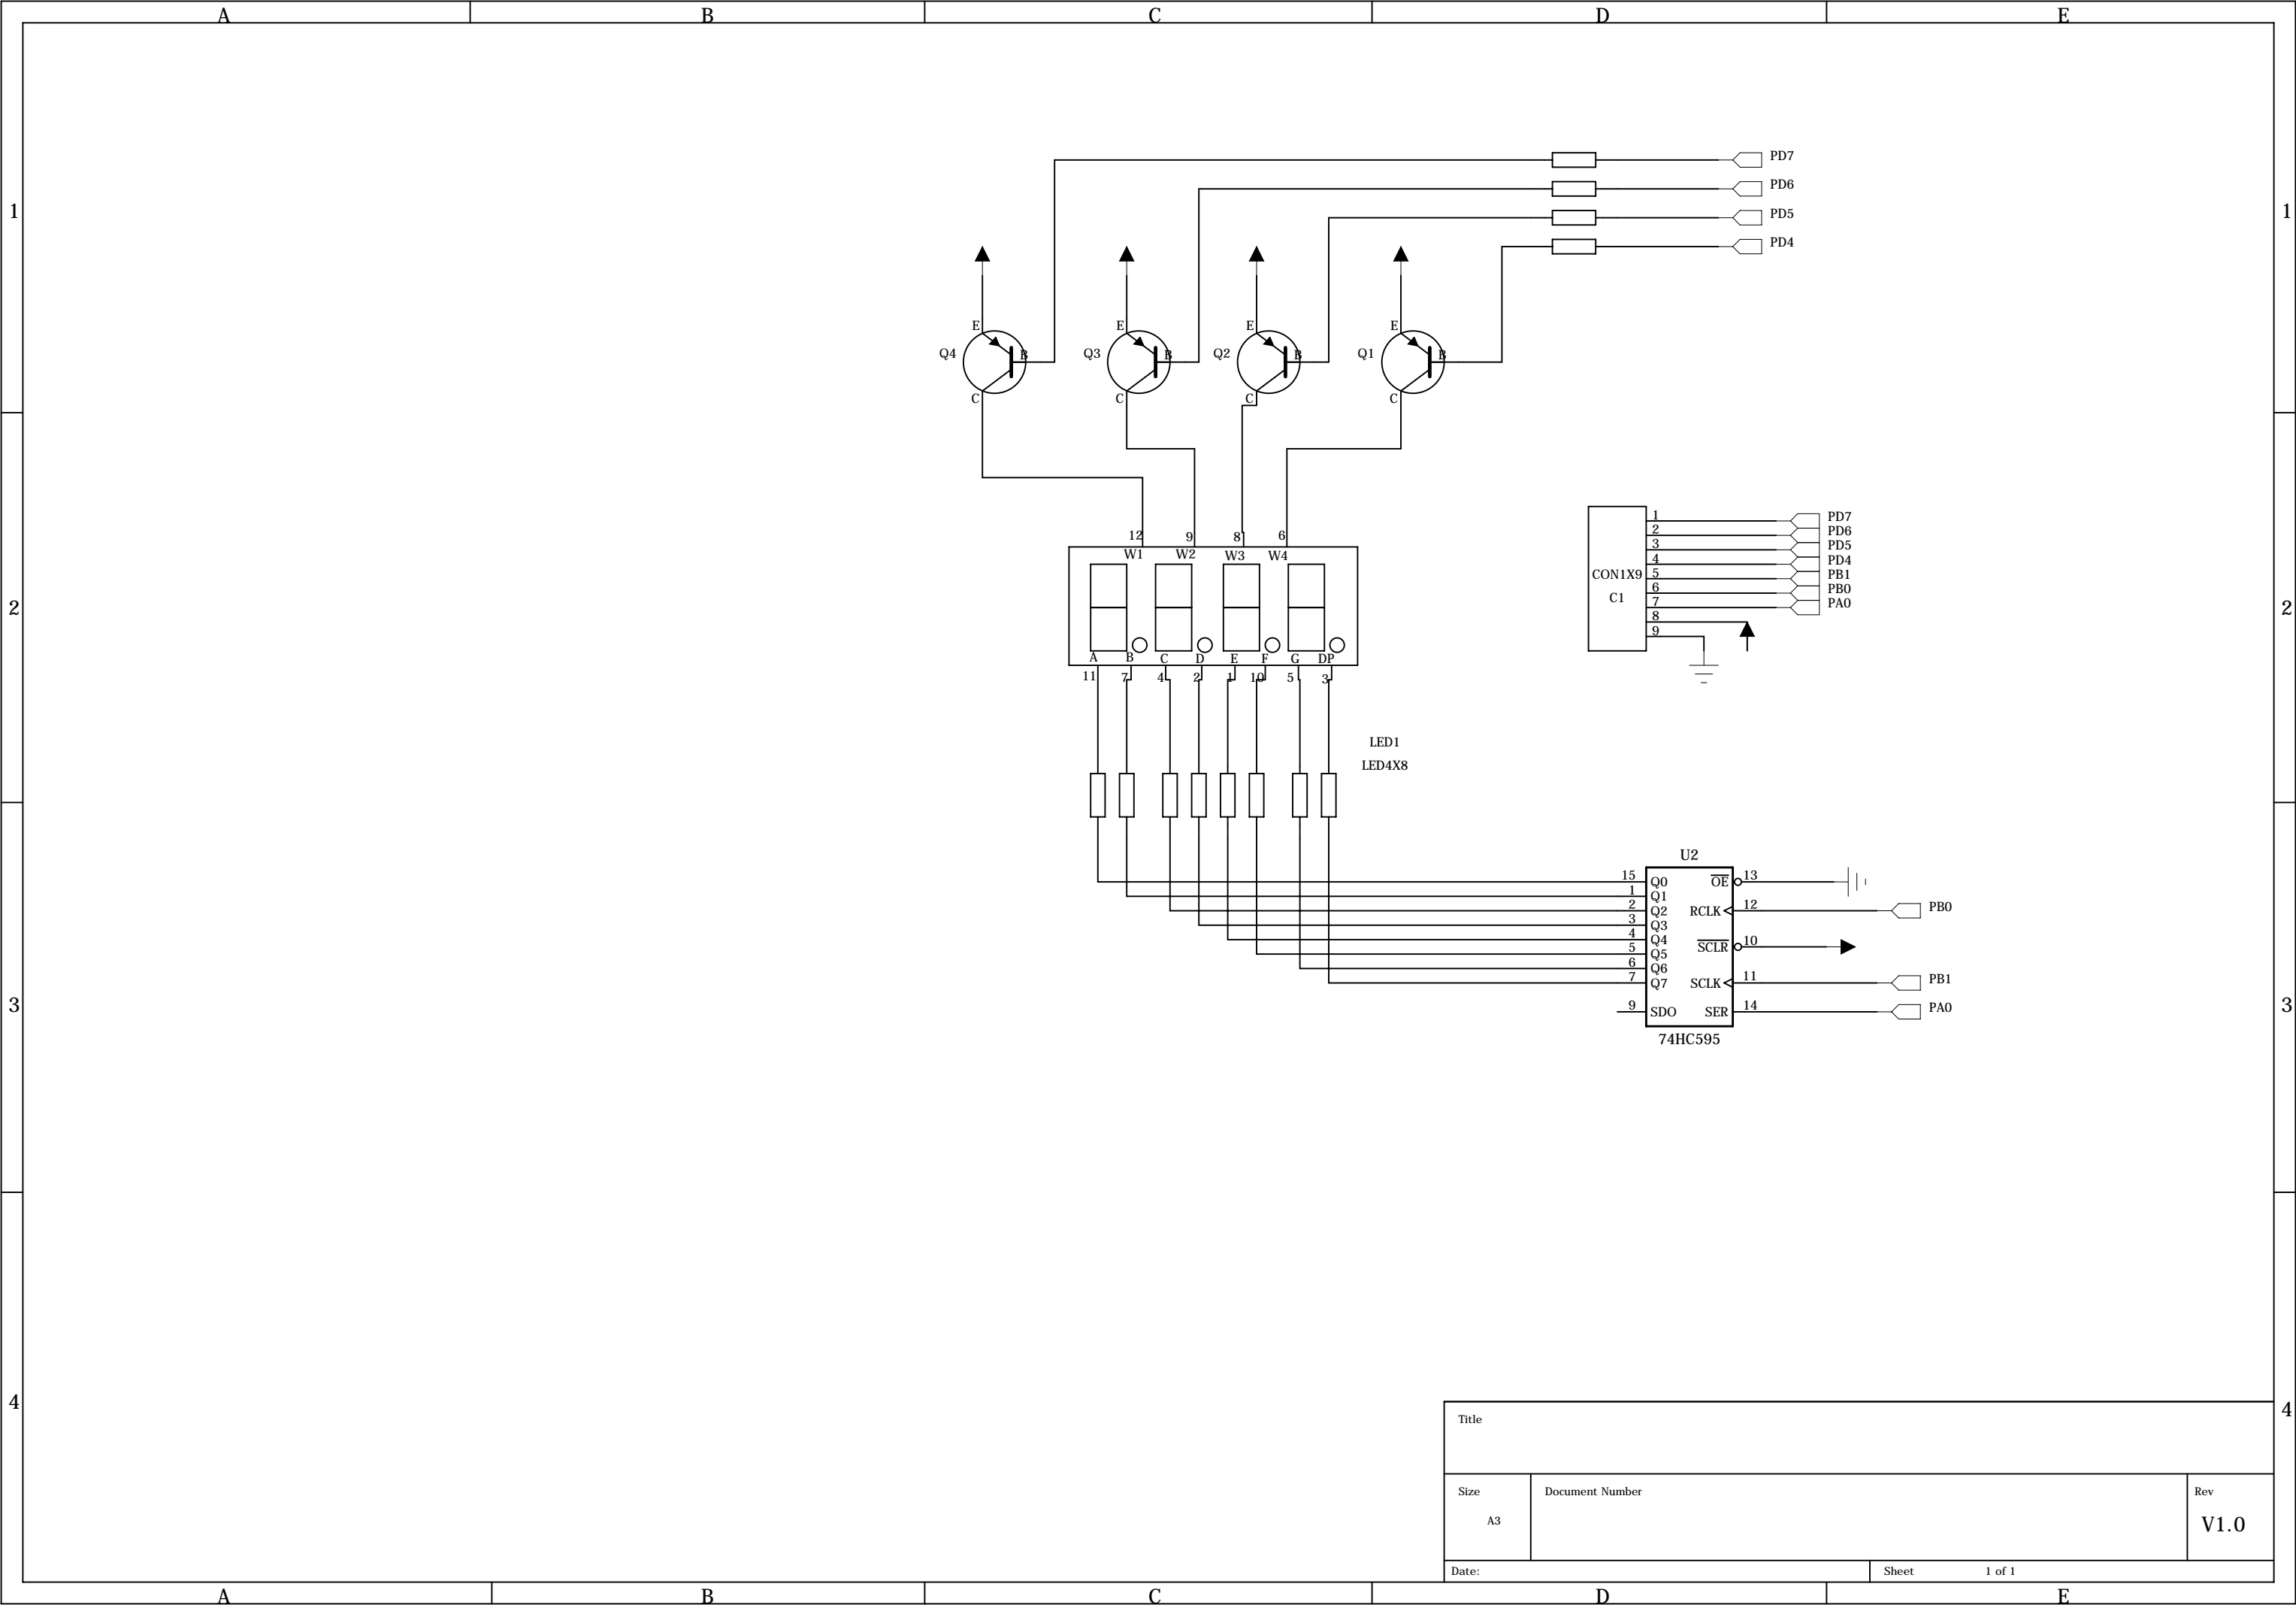 A B C D E
PD7
PD6
1 1
PD5
PD4
E E E E
Q4 B Q3 B Q2 B Q1 B
C C C C
12 9 8 6
W1 W2 W3 W4
A B C D E F G DP
11 7 4 2 1 10 5 3
1 PD7
2 PD6
3 PD5
4 PD4
CON1X9 5 PB1
C1 6 PB0
7 PA0
8
9
2 2
LED1
LED4X8
U2
15 Q0 OE 13
1 Q1
2 Q2 RCLK 12 PB0
3 Q3
4 Q4 SCLR 10
5 Q5
6 Q6
7 Q7 SCLK 11 PB1
9 SDO SER 14 PA0
74HC595
3 3
4 4
Title
Size Document Number Rev
A3 V1.0
Date: Sheet 1 of 1
A B C D E